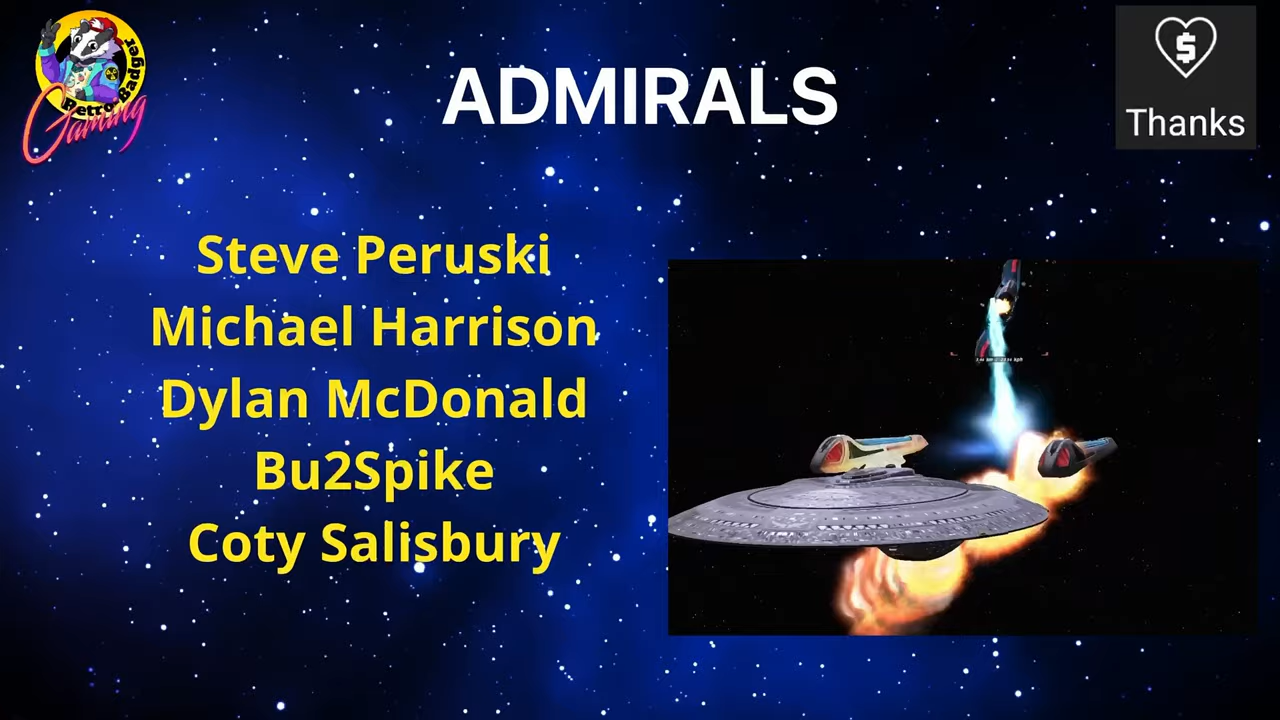 Retro-Badger
Gaming
ADMIRALS
Thanks
Steve Peruski
Michael Harrison
Dylan McDonald
Bu2Spike
Coty Salisbury